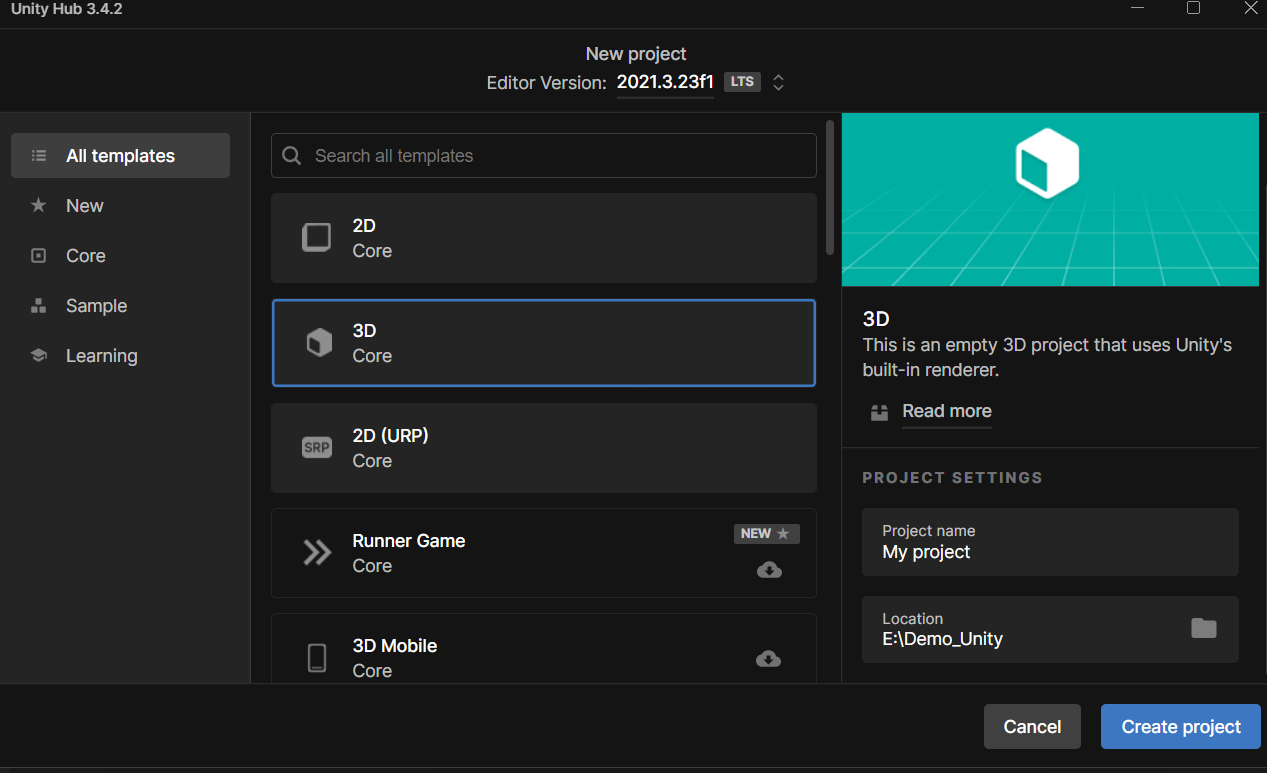 Unity Hub 3.4.2
New project
Editor Version: 2021.3.23f1 LTS
All templates
New
Core
Sample
Learning
Search all templates
2D
Core
3D
Core
SRP
2D (URP)
Core
Runner Game
Core
NEW
3D Mobile
Core
3D
This is an empty 3D project that uses Unity's
built-in renderer.
Read more
PROJECT SETTINGS
Project name
My project
Location
E:\Demo_Unity
Cancel
Create project